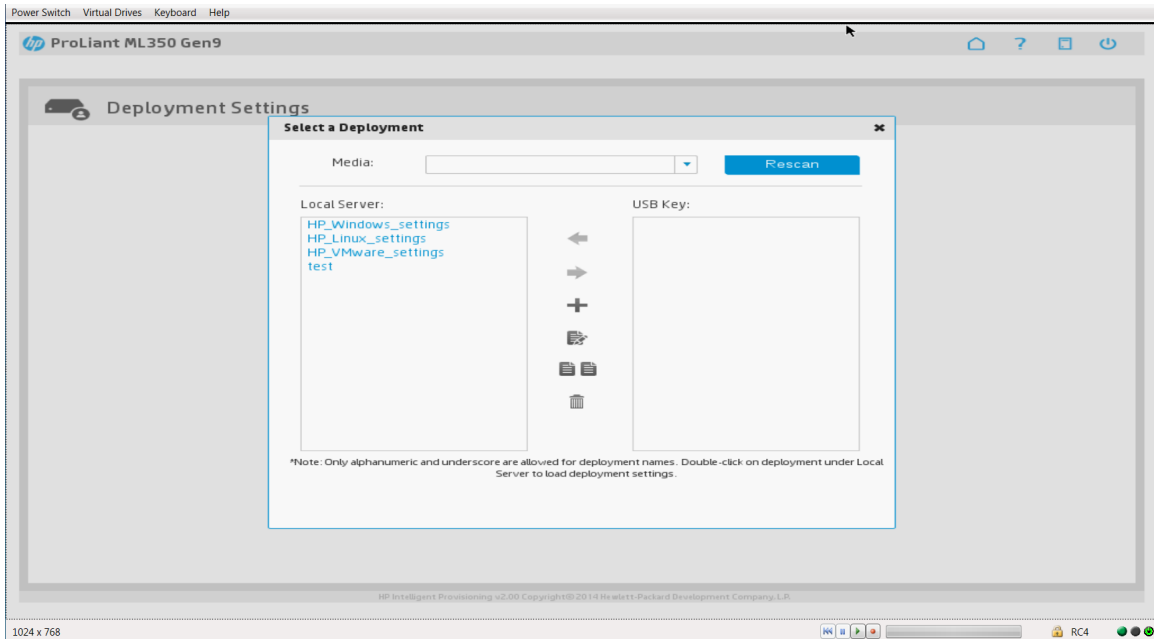 Power Switch Virtual Drives Keyboard Help
hp ProLiant ML350 Gen9
?
Deployment Settings
Select a Deployment
Media:
Rescan
Local Server:
USB Key:
HP_Windows_settings
HP_Linux_settings
HP_VMware_settings
test
*Note: Only alphanumeric and underscore are allowed for deployment names. Double-click on deployment under Local
Server to load deployment settings.
HP Intelligent Provisioning v2.00 Copyright© 2014 Hewlett-Packard Development Company, L.P.
1024 x 768
RC4